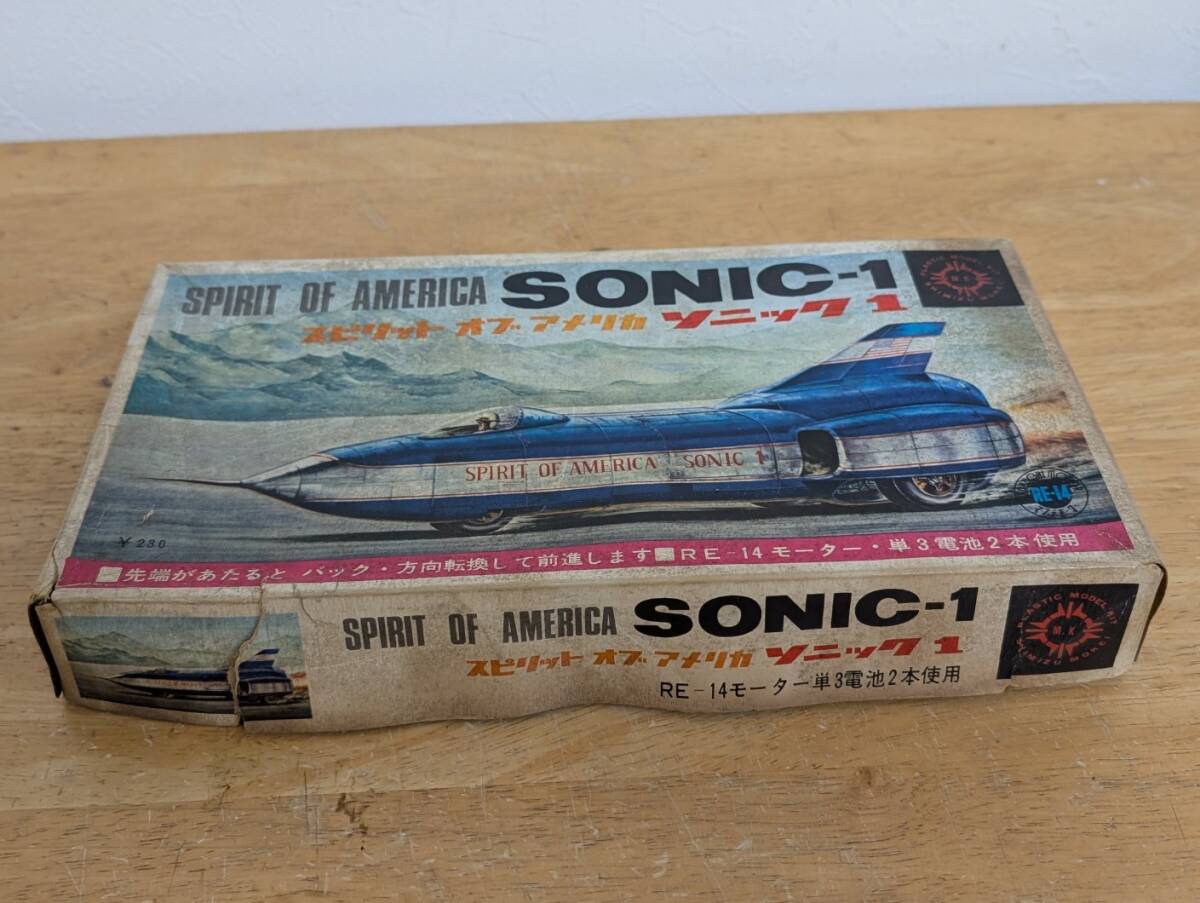 SPIRIT OF AMERICA SONIC-1
スピリット オブ アメリカ ソニック 1
SPIRIT OF AMERICA SONIC 1
RE-14
¥ 230
先端があたると バック・方向転換して前進します RE-14 モーター・単3電池2本使用
SPIRIT OF AMERICA SONIC-1
スピリット オブ アメリカ ソニック 1
RE-14モーター単3電池2本使用
PLASTIC MODEL KIT
M.K